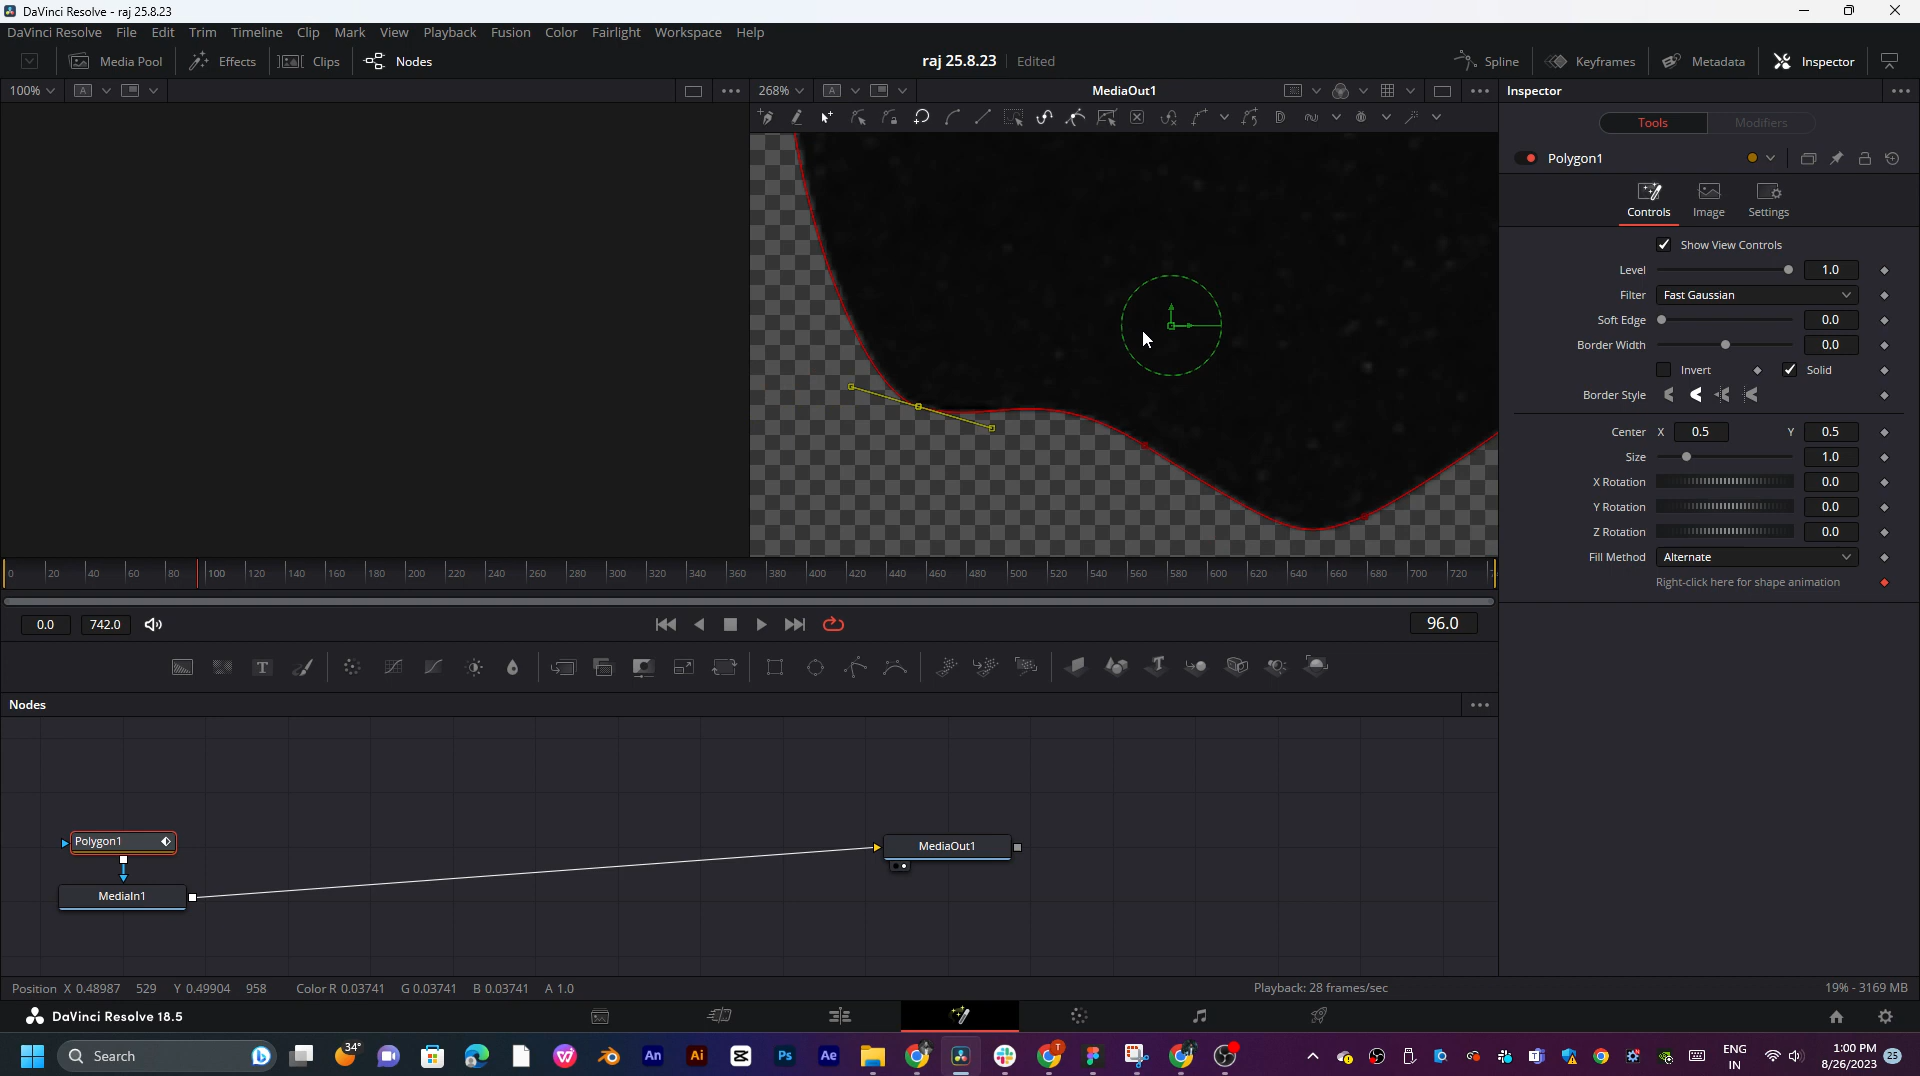 DaVinci Resolve - raj 25.8.23
DaVinci Resolve File Edit Trim Timeline Clip Mark View Playback Fusion Color Fairlight Workspace Help
Media Pool Effects Clips Nodes raj 25.8.23 Edited Spline Keyframes Metadata Inspector
100% A 268% A MediaOut1 Inspector
Tools Modifiers
Polygon1
Controls Image Settings
Show View Controls
Level 1.0
Filter Fast Gaussian
Soft Edge 0.0
Border Width 0.0
Invert Solid
Border Style
Center X 0.5 Y 0.5
Size 1.0
X Rotation 0.0
Y Rotation 0.0
Z Rotation 0.0
Fill Method Alternate
Right-click here for shape animation
0 20 40 60 80 100 120 140 160 180 200 220 240 260 280 300 320 340 360 380 400 420 440 460 480 500 520 540 560 580 600 620 640 660 680 700 720
0.0 742.0 96.0
Nodes
Polygon1
MediaIn1
MediaOut1
Position X 0.48987 529 Y 0.49904 958 Color R 0.03741 G 0.03741 B 0.03741 A 1.0 Playback: 28 frames/sec 19% - 3169 MB
DaVinci Resolve 18.5
Search 34° An Ai Ps Ae ENG IN 1:00 PM 8/26/2023 25